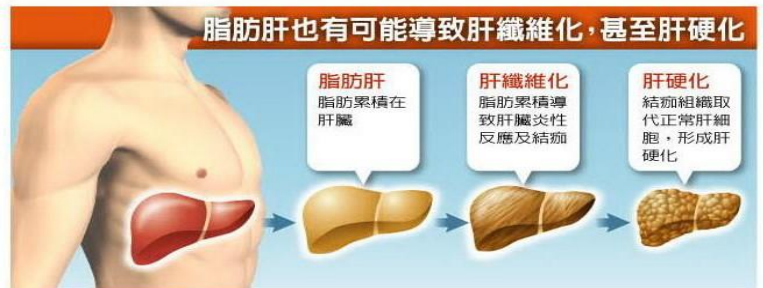 脂肪肝也有可能導致肝纖維化，甚至肝硬化
脂肪肝
脂肪累積在
肝臟
肝纖維化
脂肪累積導
致肝臟炎性
反應及結痂
肝硬化
結痂組織取
代正常肝細
胞，形成肝
硬化